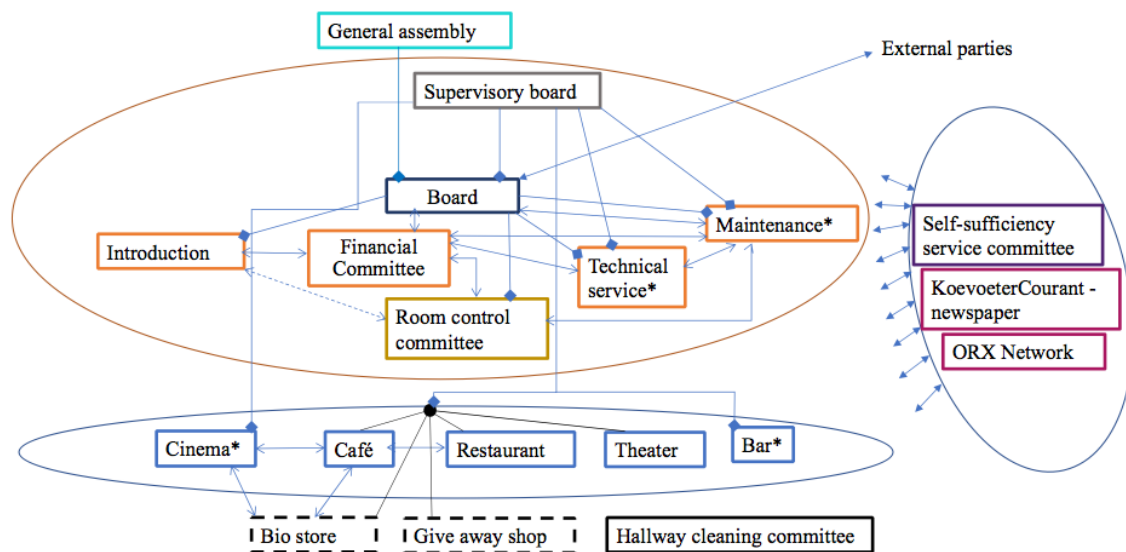 General assembly
External parties
Supervisory board
Board
Maintenance*
Introduction
Financial
Committee
Technical
service*
Room control
committee
Self-sufficiency
service committee
KoevoeterCourant -
newspaper
ORX Network
Cinema*
Café
Restaurant
Theater
Bar*
Bio store
Give away shop
Hallway cleaning committee